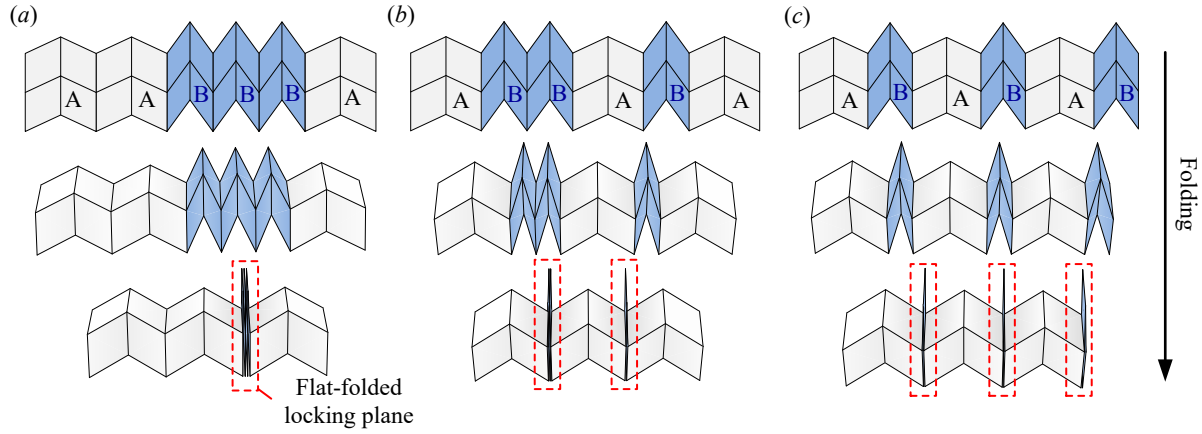 (a)
A A B B B A
(b)
A B B A B A
(c)
A B A B A B
Folding
Flat-folded
locking plane